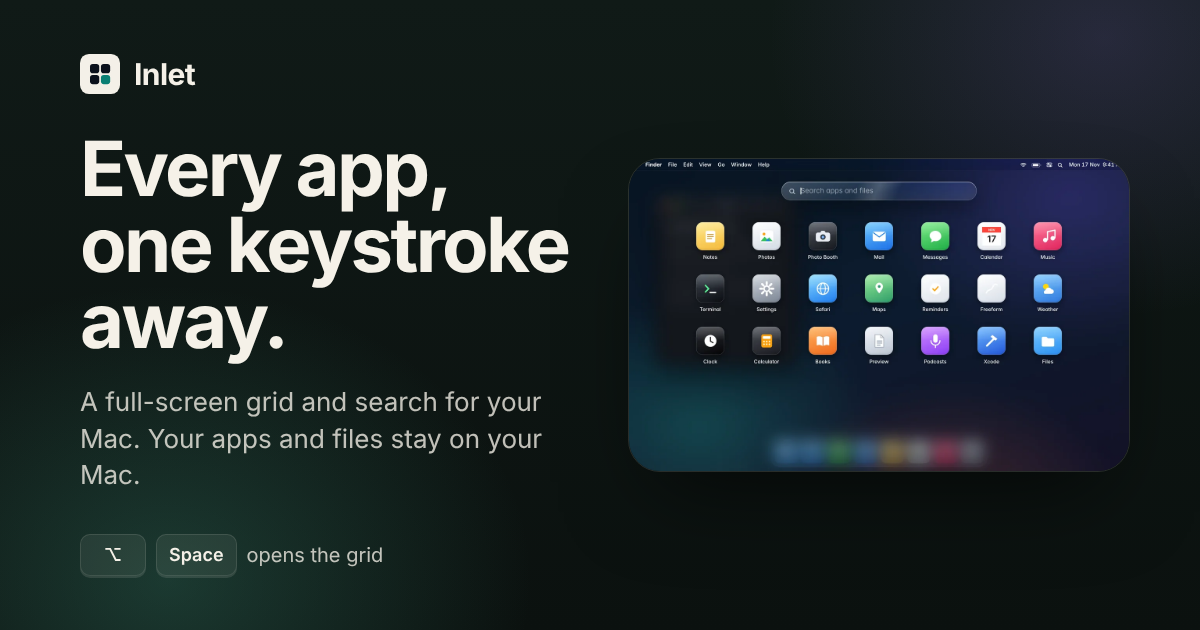 Inlet
Every app,
one keystroke
away.
A full-screen grid and search for your
Mac. Your apps and files stay on your
Mac.
⌥ Space opens the grid
Finder File Edit View Go Window Help
Mon 17 Nov 9:41
Search apps and files
17
Notes Photos Photo Booth Mail Messages Calendar Music
Terminal Settings Safari Maps Reminders Freeform Weather
Clock Calculator Books Preview Podcasts Xcode Files